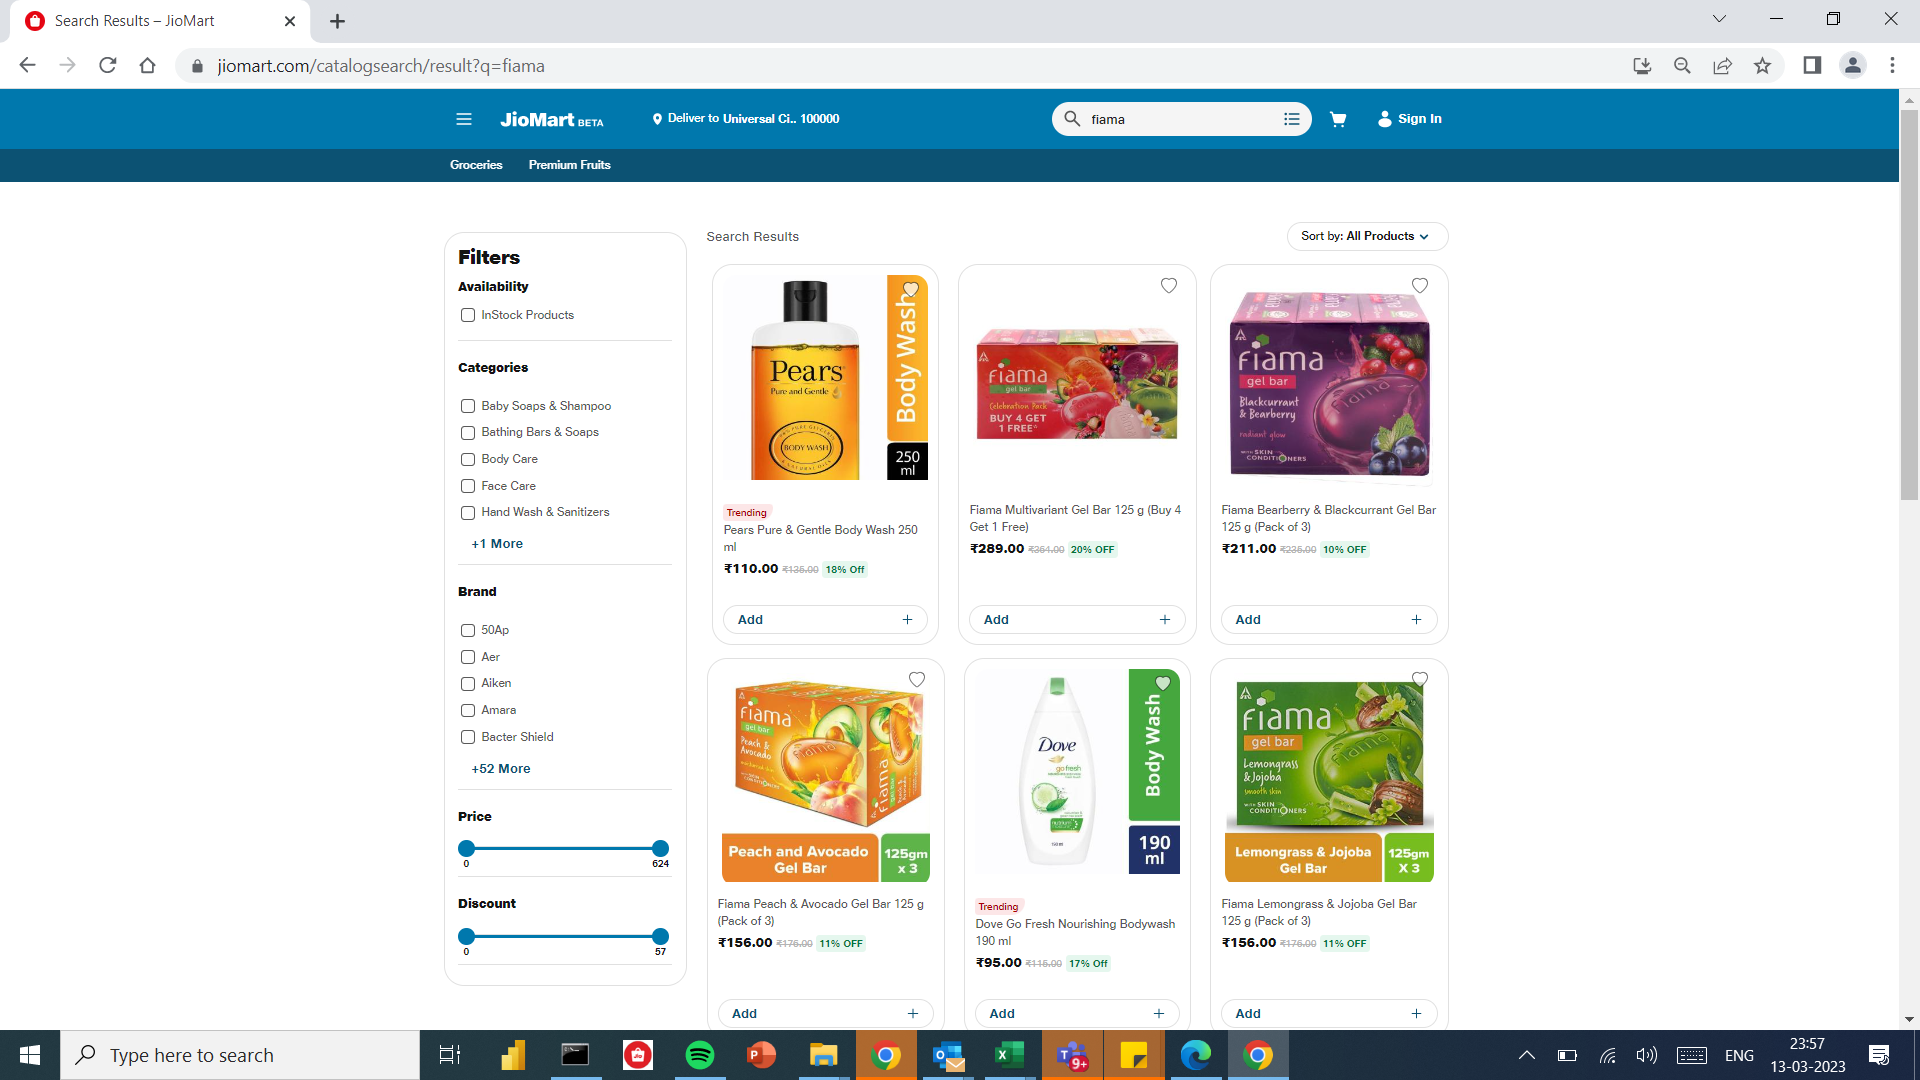 Search Results – JioMart
jiomart.com/catalogsearch/result?q=fiama
JioMart BETA
Deliver to Universal Ci.. 100000
fiama
Sign In
Groceries
Premium Fruits
Filters
Availability
InStock Products
Categories
Baby Soaps & Shampoo
Bathing Bars & Soaps
Body Care
Face Care
Hand Wash & Sanitizers
+1 More
Brand
50Ap
Aer
Aiken
Amara
Bacter Shield
+52 More
Price
0
624
Discount
0
57
Search Results
Sort by: All Products
Pears
Pure and Gentle
BODY WASH
Body Wash
250
ml
Trending
Pears Pure & Gentle Body Wash 250
ml
₹110.00 ₹135.00 18% Off
Add
fiama
gel bar
Celebration Pack
BUY 4 GET
1 FREE*
Fiama Multivariant Gel Bar 125 g (Buy 4
Get 1 Free)
₹289.00 ₹364.00 20% OFF
Add
fiama
gel bar
Blackcurrant
& Bearberry
radiant glow
WITH SKIN
CONDITIONERS
Fiama Bearberry & Blackcurrant Gel Bar
125 g (Pack of 3)
₹211.00 ₹235.00 10% OFF
Add
fiama
gel bar
Peach &
Avocado
Peach and Avocado
Gel Bar
125gm
x 3
Fiama Peach & Avocado Gel Bar 125 g
(Pack of 3)
₹156.00 ₹176.00 11% OFF
Add
Dove
go fresh
Body Wash
190
ml
Trending
Dove Go Fresh Nourishing Bodywash
190 ml
₹95.00 ₹115.00 17% Off
Add
fiama
gel bar
Lemongrass
& Jojoba
smooth skin
WITH SKIN
CONDITIONERS
Lemongrass & Jojoba
Gel Bar
125gm
X 3
Fiama Lemongrass & Jojoba Gel Bar
125 g (Pack of 3)
₹156.00 ₹176.00 11% OFF
Add
Type here to search
9+
ENG
23:57
13-03-2023